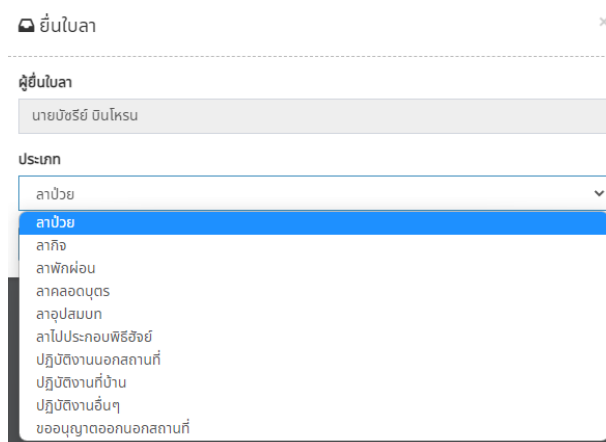 ยื่นใบลา
×
ผู้ยื่นใบลา
นายบัซรีย์ บินโหรน
ประเภท
ลาป่วย
ลาป่วย
ลากิจ
ลาพักผ่อน
ลาคลอดบุตร
ลาอุปสมบท
ลาไปประกอบพิธีฮัจย์
ปฏิบัติงานนอกสถานที่
ปฏิบัติงานที่บ้าน
ปฏิบัติงานอื่นๆ
ขออนุญาตออกนอกสถานที่